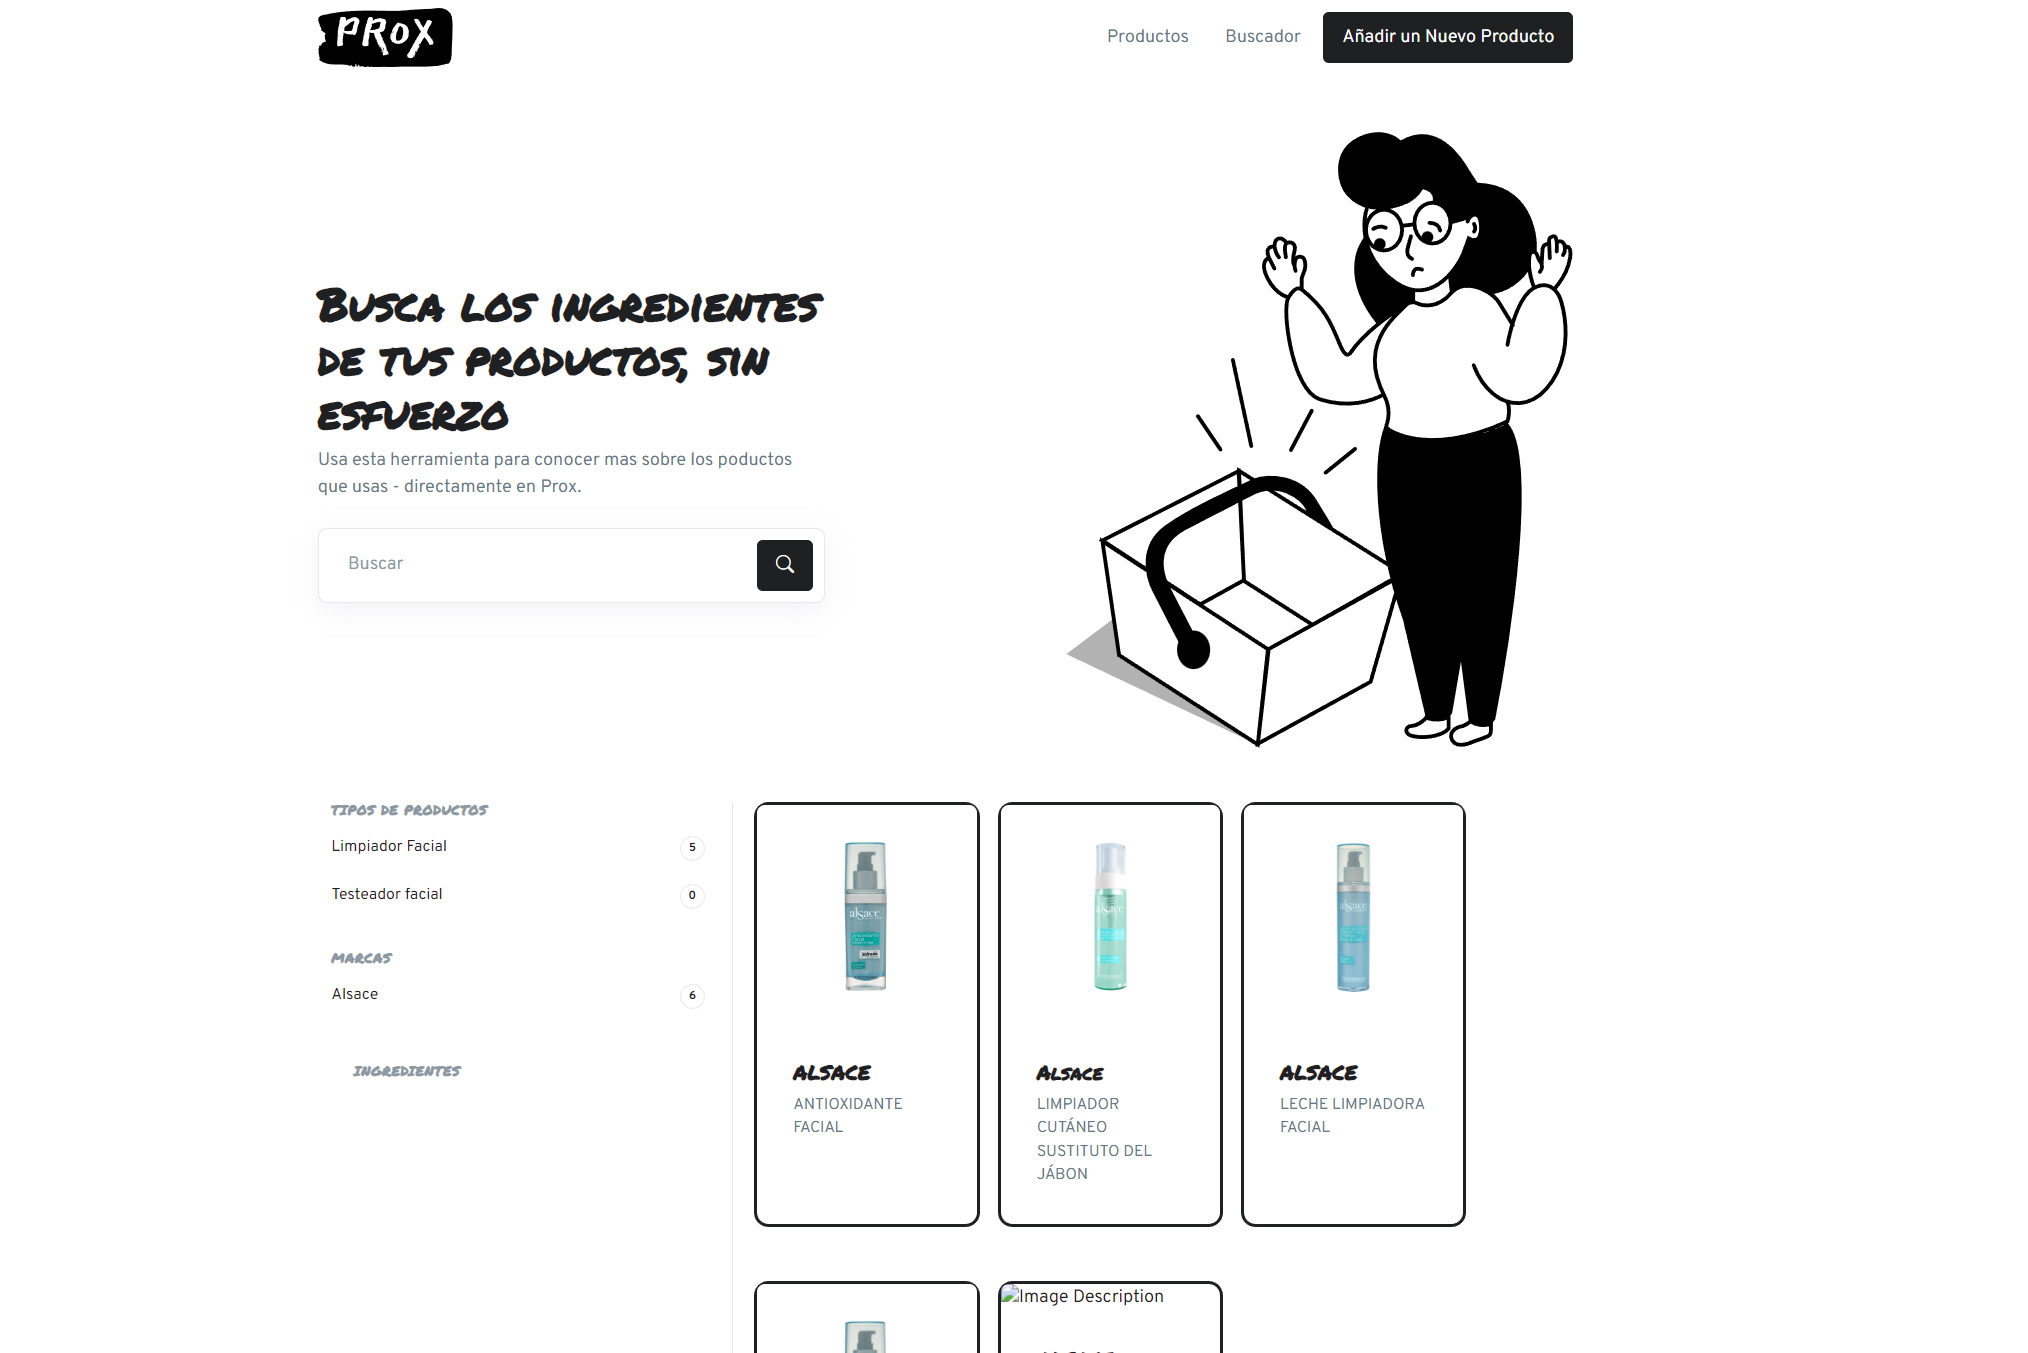 PROX
Productos
Buscador
Añadir un Nuevo Producto
Busca los ingredientes
de tus productos, sin
esfuerzo
Usa esta herramienta para conocer mas sobre los poductos
que usas - directamente en Prox.
Buscar
TIPOS DE PRODUCTOS
Limpiador Facial
5
Testeador facial
0
MARCAS
Alsace
6
INGREDIENTES
alsace
alsace
alsace
ALSACE
ANTIOXIDANTE
FACIAL
Alsace
LIMPIADOR
CUTÁNEO
SUSTITUTO DEL
JÁBON
ALSACE
LECHE LIMPIADORA
FACIAL
Image Description